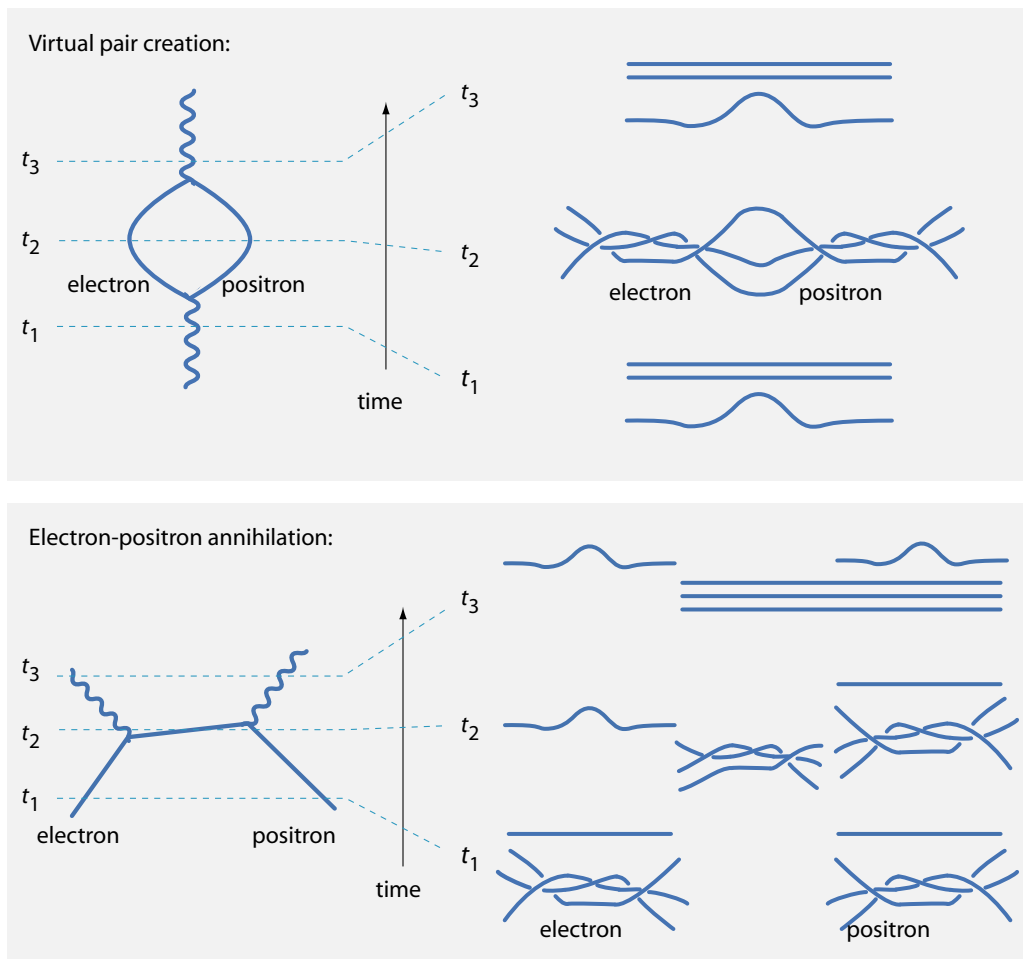 Virtual pair creation:
t3
t3
t2
t2
electron positron
electron positron
t1
t1
time
Electron-positron annihilation:
t3
t3
t2
t2
t1
electron positron
t1
time
electron
positron